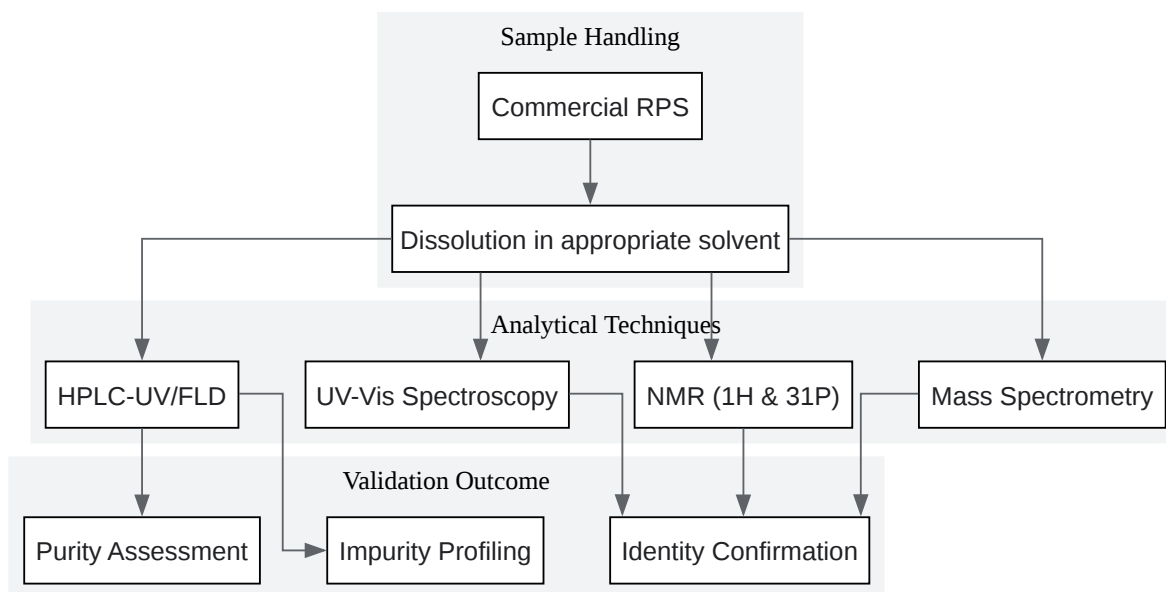 Sample Handling
Commercial RPS
Dissolution in appropriate solvent
Analytical Techniques
HPLC-UV/FLD
UV-Vis Spectroscopy
NMR (1H & 31P)
Mass Spectrometry
Validation Outcome
Purity Assessment
Impurity Profiling
Identity Confirmation